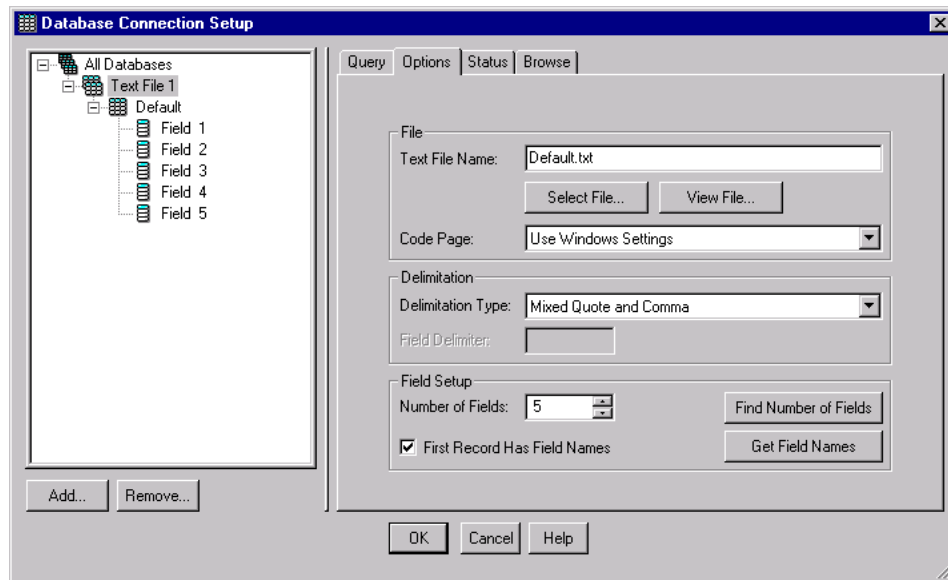 Database Connection Setup
All Databases
Text File 1
Default
Field 1
Field 2
Field 3
Field 4
Field 5
Add...
Remove...
Query
Options
Status
Browse
File
Text File Name:
Default.txt
Select File...
View File...
Code Page:
Use Windows Settings
Delimitation
Delimitation Type:
Mixed Quote and Comma
Field Delimiter:
Field Setup
Number of Fields:
5
Find Number of Fields
First Record Has Field Names
Get Field Names
OK
Cancel
Help